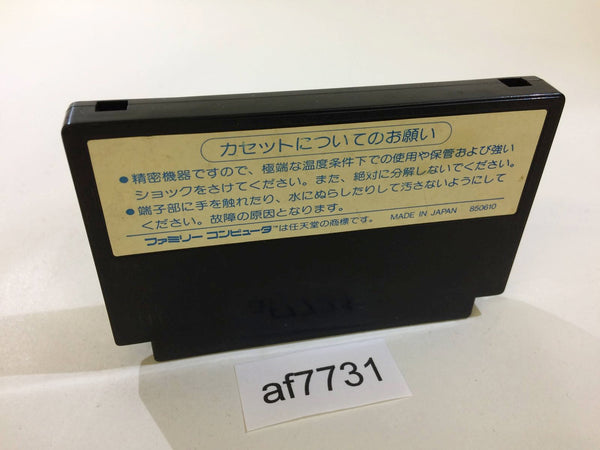 カセットについてのお願い
●精密機器ですので、極端な温度条件下での使用や保管および強い
ショックをさけてください。また、絶対に分解しないでください。
●端子部に手を触れたり、水にぬらしたりして汚さないようにして
ください。故障の原因となります。
ファミリーコンピュータ™は任天堂の商標です。 MADE IN JAPAN 850610
af7731